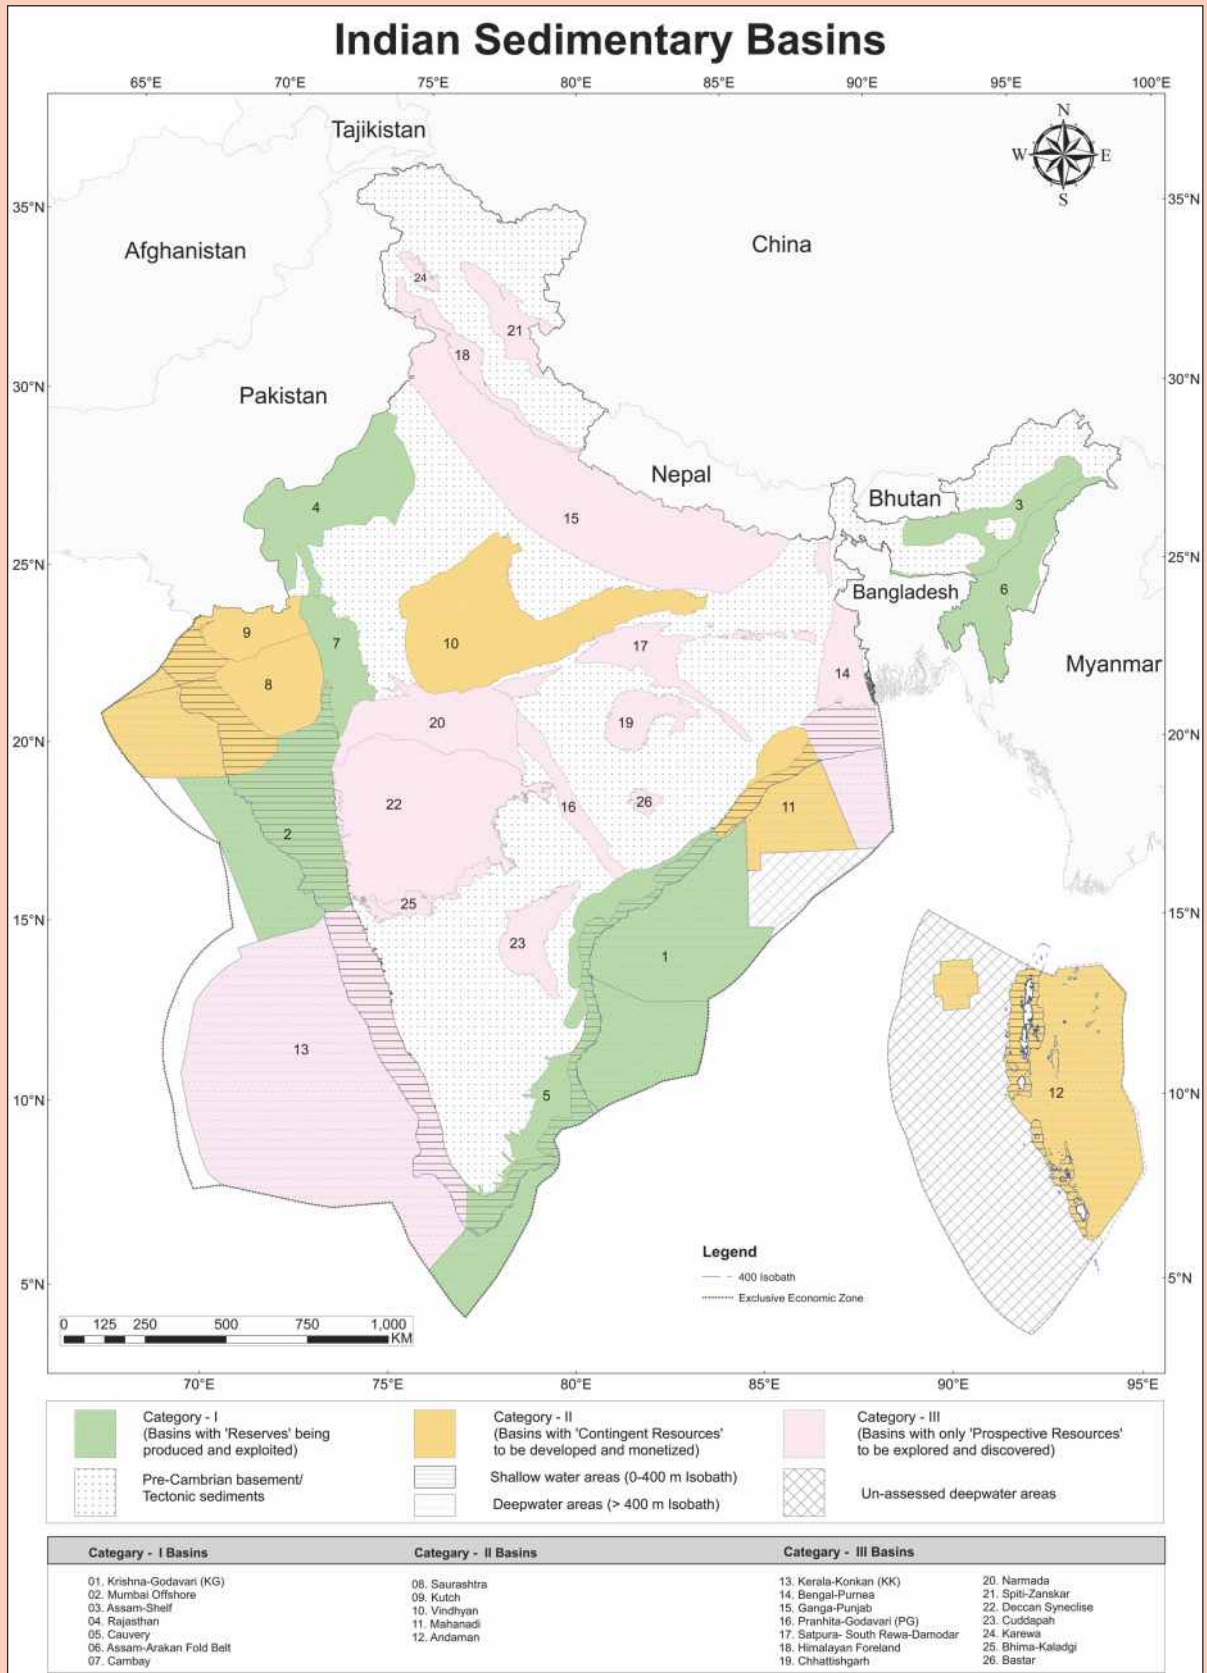 Indian Sedimentary Basins
65°E 70°E 75°E 80°E 85°E 90°E 95°E 100°E
Tajikistan
N
W E
S
35°N 35°N
Afghanistan
China
24
21
18
30°N 30°N
Pakistan
Nepal
Bhutan
3
4
15
25°N 25°N
Bangladesh
6
9
7
10
17
Myanmar
8
14
20
19
20°N 20°N
22
16
26
11
2
25
15°N 15°N
23
1
13
5
12
10°N 10°N
Legend
400 Isobath
Exclusive Economic Zone
5°N 5°N
0 125 250 500 750 1,000
KM
70°E 75°E 80°E 85°E 90°E 95°E
Category - I
(Basins with 'Reserves' being
produced and exploited)
Category - II
(Basins with 'Contingent Resources'
to be developed and monetized)
Category - III
(Basins with only 'Prospective Resources'
to be explored and discovered)
Pre-Cambrian basement/
Tectonic sediments
Shallow water areas (0-400 m Isobath)
Deepwater areas (> 400 m Isobath)
Un-assessed deepwater areas
Categary - I Basins
01. Krishna-Godavari (KG)
02. Mumbai Offshore
03. Assam-Shelf
04. Rajasthan
05. Cauvery
06. Assam-Arakan Fold Belt
07. Cambay
Categary - II Basins
08. Saurashtra
09. Kutch
10. Vindhyan
11. Mahanadi
12. Andaman
Categary - III Basins
13. Kerala-Konkan (KK)
14. Bengal-Purnea
15. Ganga-Punjab
16. Pranhita-Godavari (PG)
17. Satpura- South Rewa-Damodar
18. Himalayan Foreland
19. Chhattishgarh
20. Narmada
21. Spiti-Zanskar
22. Deccan Syneclise
23. Cuddapah
24. Karewa
25. Bhima-Kaladgi
26. Bastar